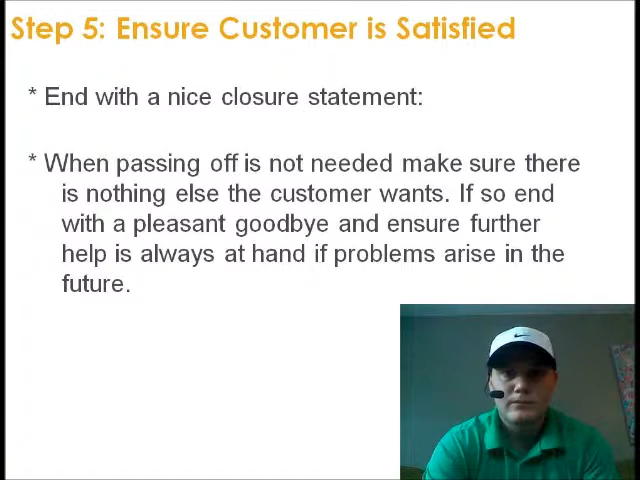 Step 5: Ensure Customer is Satisfied
* End with a nice closure statement:
* When passing off is not needed make sure there
is nothing else the customer wants. If so end
with a pleasant goodbye and ensure further
help is always at hand if problems arise in the
future.